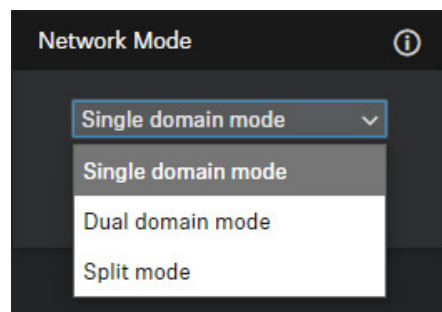 Network Mode
Single domain mode
Single domain mode
Dual domain mode
Split mode